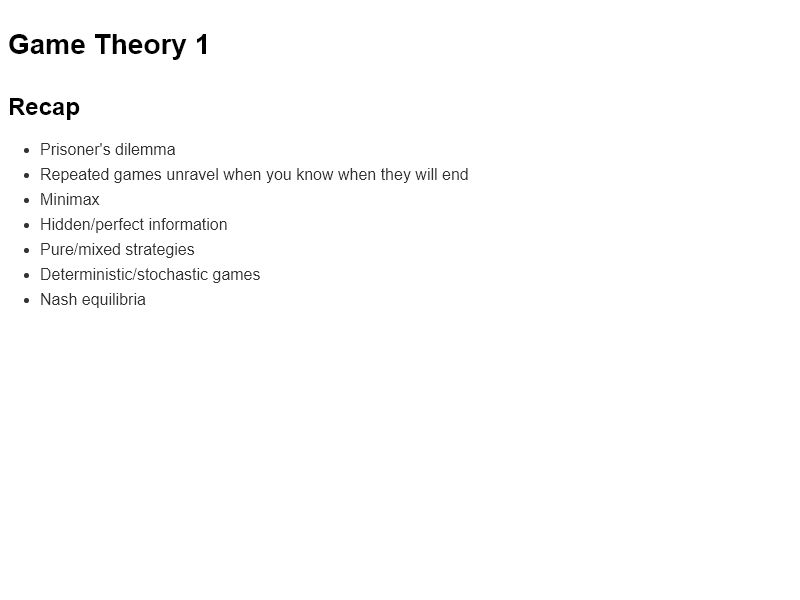 Game Theory 1
Recap
Prisoner's dilemma
Repeated games unravel when you know when they will end
Minimax
Hidden/perfect information
Pure/mixed strategies
Deterministic/stochastic games
Nash equilibria